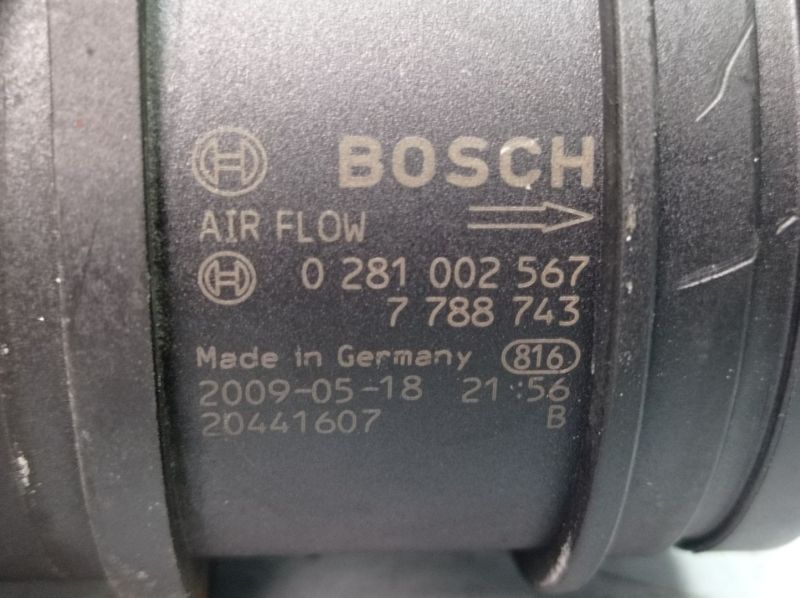 BOSCH
AIR FLOW
0 281 002 567
7 788 743
Made in Germany 816
2009-05-18 21:56
20441607 B